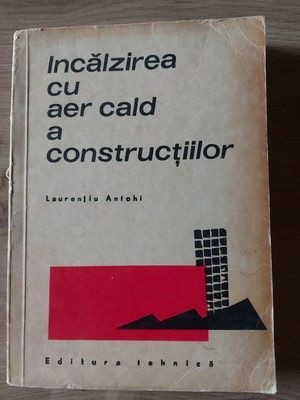 Incălzirea
cu
aer cald
a
construcțiilor
Laurențiu Antohi
Editura tehnică